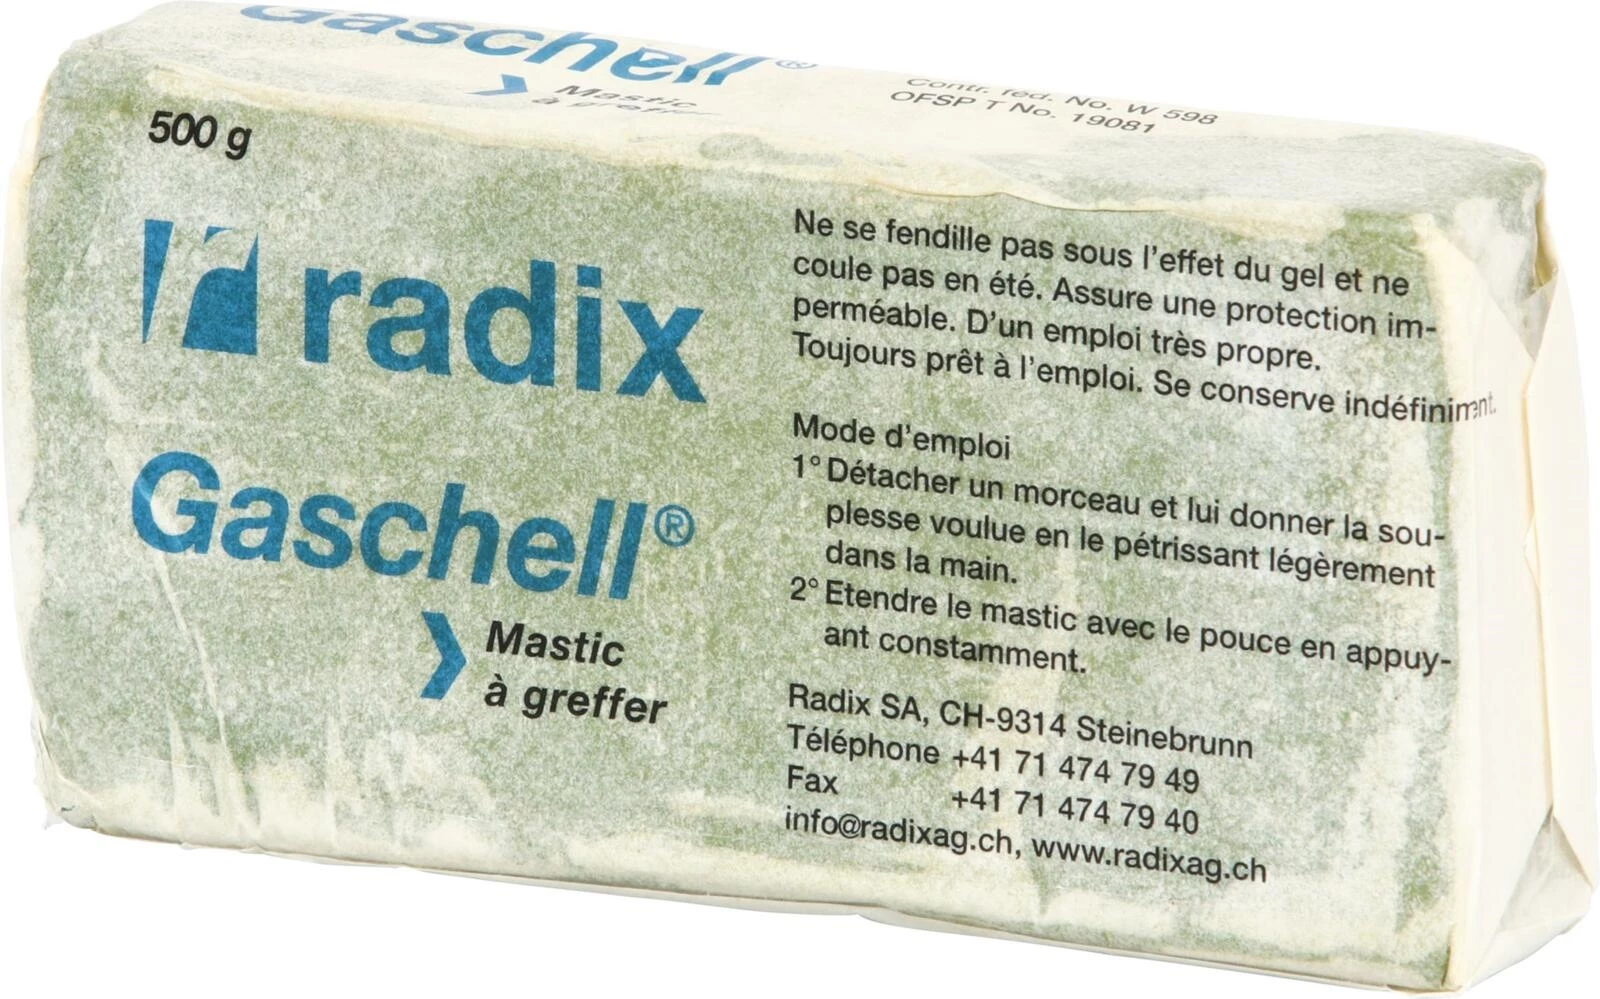 Gaschell®
Mastic
à greffer
Contr. féd. No. W 598
OFSP T No. 19081
500 g
radix
Gaschell®
Mastic
à greffer
Ne se fendille pas sous l'effet du gel et ne
coule pas en été. Assure une protection im-
perméable. D'un emploi très propre.
Toujours prêt à l'emploi. Se conserve indéfiniment.
Mode d'emploi
1° Détacher un morceau et lui donner la sou-
plesse voulue en le pétrissant légèrement
dans la main.
2° Etendre le mastic avec le pouce en appuy-
ant constamment.
Radix SA, CH-9314 Steinebrunn
Téléphone +41 71 474 79 49
Fax +41 71 474 79 40
info@radixag.ch, www.radixag.ch